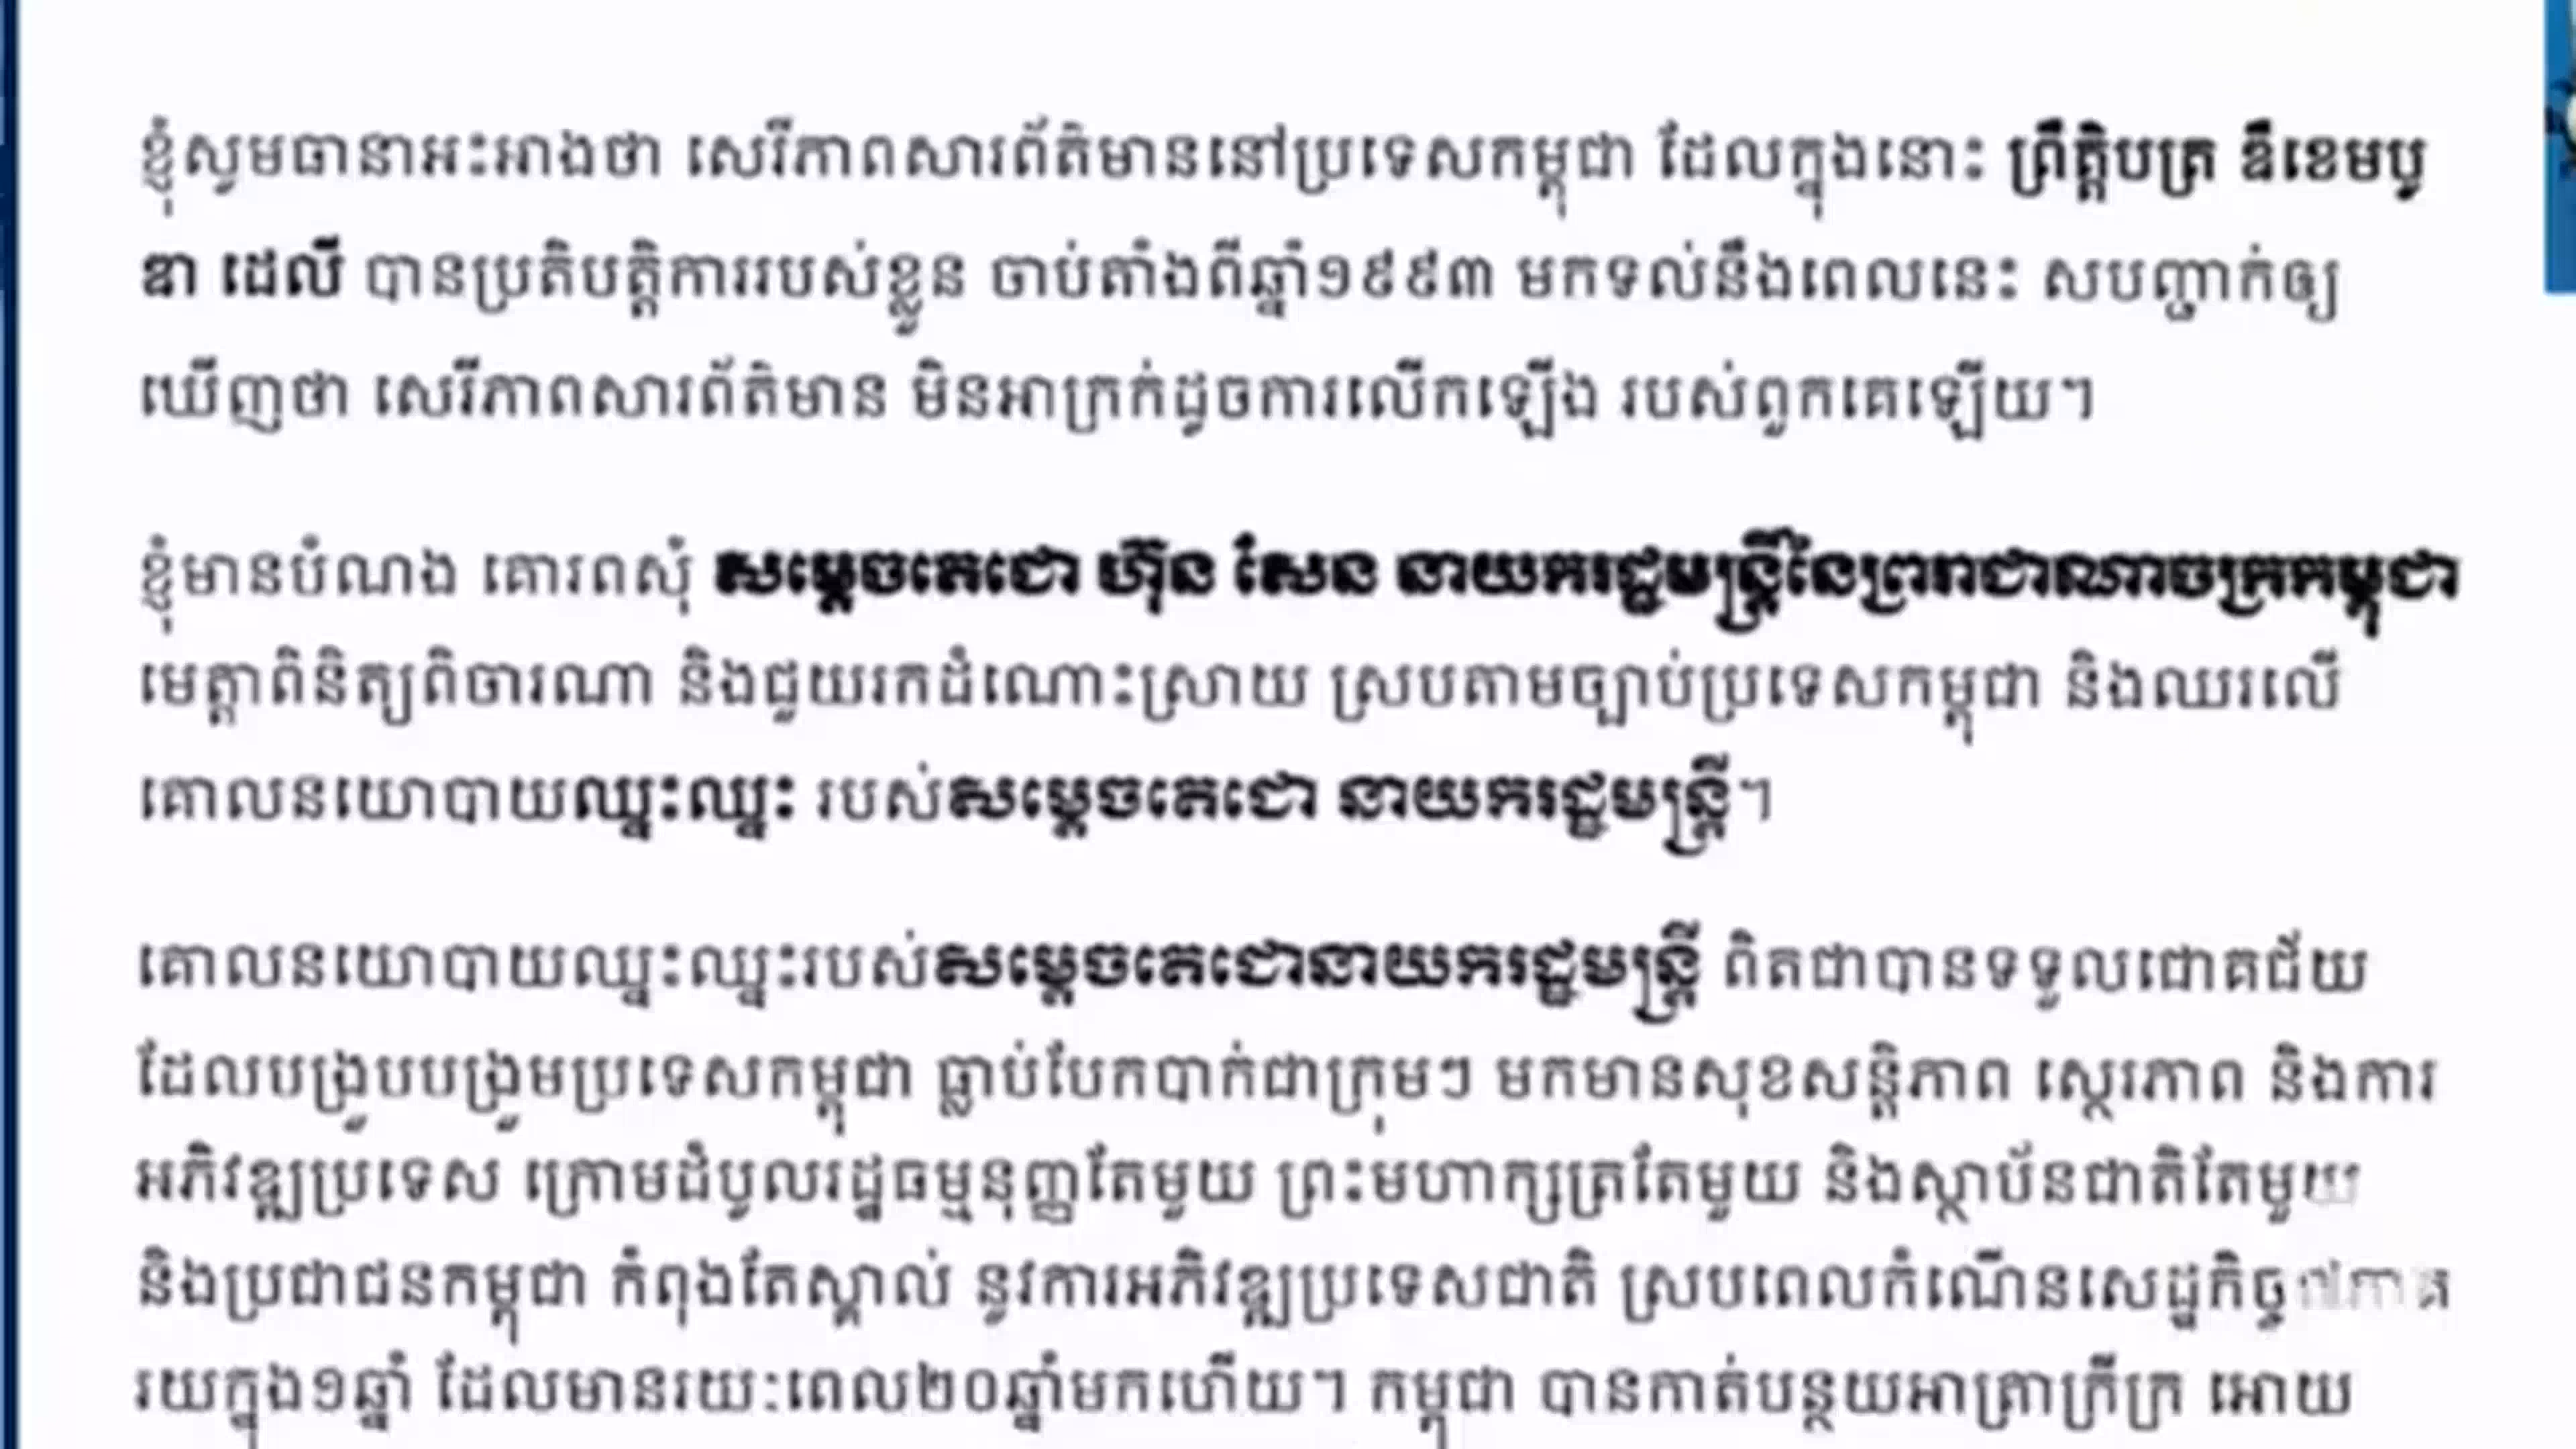 ខ្ញុំសូមធានាអះអាងថា សេរីភាពសារព័ត៌មាននៅប្រទេសកម្ពុជា ដែលក្នុងនោះ ព្រឹត្តិបត្រ ឌឹខេមបូ
ឌា ដេលី បានប្រតិបត្តិការរបស់ខ្លួន ចាប់តាំងពីឆ្នាំ១៩៩៣ មកទល់នឹងពេលនេះ សបញ្ជាក់ឲ្យ
ឃើញថា សេរីភាពសារព័ត៌មាន មិនអាក្រក់ដូចការលើកឡើង របស់ពួកគេឡើយ។
ខ្ញុំមានបំណង គោរពសុំ សម្ដេចតេជោ ហ៊ុន សែន នាយករដ្ឋមន្ត្រីនៃព្រះរាជាណាចក្រកម្ពុជា
មេត្តាពិនិត្យពិចារណា និងជួយរកដំណោះស្រាយ ស្របតាមច្បាប់ប្រទេសកម្ពុជា និងឈរលើ
គោលនយោបាយឈ្នះឈ្នះ របស់សម្ដេចតេជោ នាយករដ្ឋមន្ត្រី។
គោលនយោបាយឈ្នះឈ្នះរបស់សម្ដេចតេជោនាយករដ្ឋមន្ត្រី ពិតជាបានទទួលជោគជ័យ
ដែលបង្រួបបង្រួមប្រទេសកម្ពុជា ធ្លាប់បែកបាក់ជាក្រុមៗ មកមានសុខសន្តិភាព ស្ថេរភាព និងការ
អភិវឌ្ឍប្រទេស ក្រោមដំបូលរដ្ឋធម្មនុញ្ញតែមួយ ព្រះមហាក្សត្រតែមួយ និងស្ថាប័នជាតិតែមួយ
និងប្រជាជនកម្ពុជា កំពុងតែស្គាល់ នូវការអភិវឌ្ឍប្រទេសជាតិ ស្របពេលកំណើនសេដ្ឋកិច្ច៧ភាគ
រយក្នុង១ឆ្នាំ ដែលមានរយៈពេល២០ឆ្នាំមកហើយ។ កម្ពុជា បានកាត់បន្ថយអាត្រាក្រីក្រ អោយ